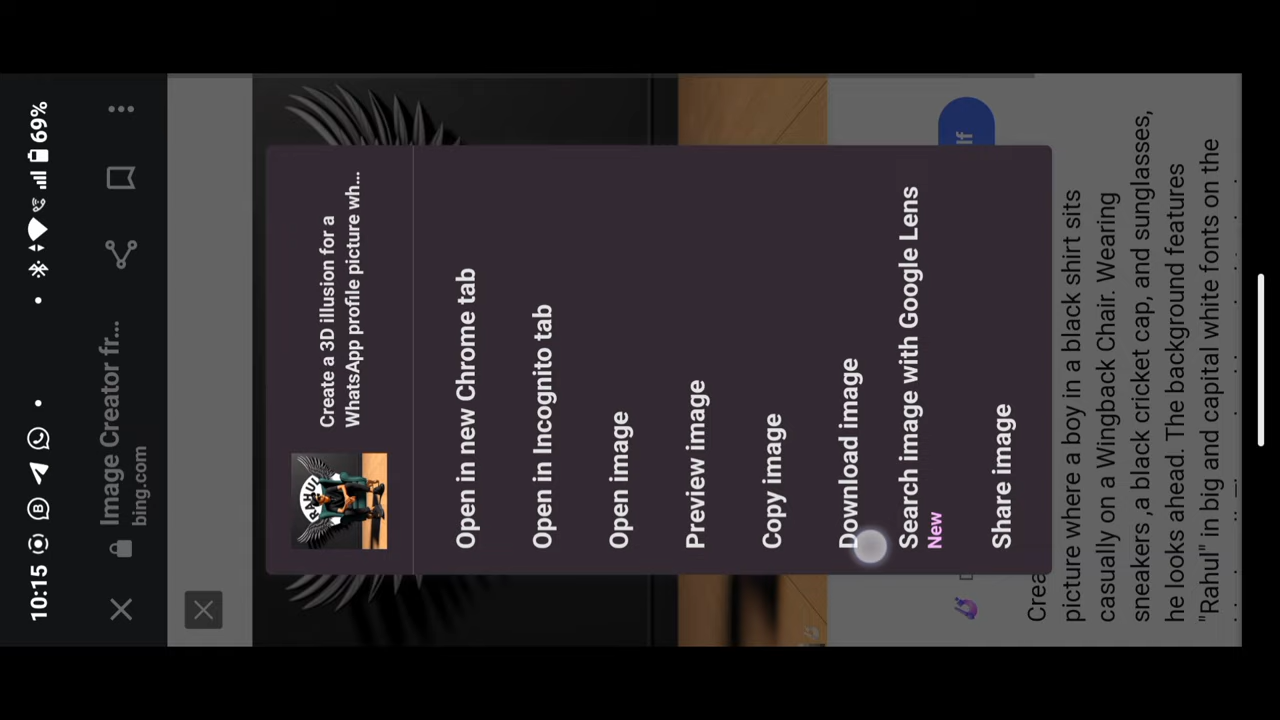 10:15
69%
Image Creator fr...
bing.com
Create a 3D illusion for a
WhatsApp profile picture wh...
RAHUL
Open in new Chrome tab
Open in Incognito tab
Open image
Preview image
Copy image
Download image
Search image with Google Lens
New
Share image
lf
Crea
picture where a boy in a black shirt sits
casually on a Wingback Chair. Wearing
sneakers ,a black cricket cap, and sunglasses,
he looks ahead. The background features
"Rahul" in big and capital white fonts on the